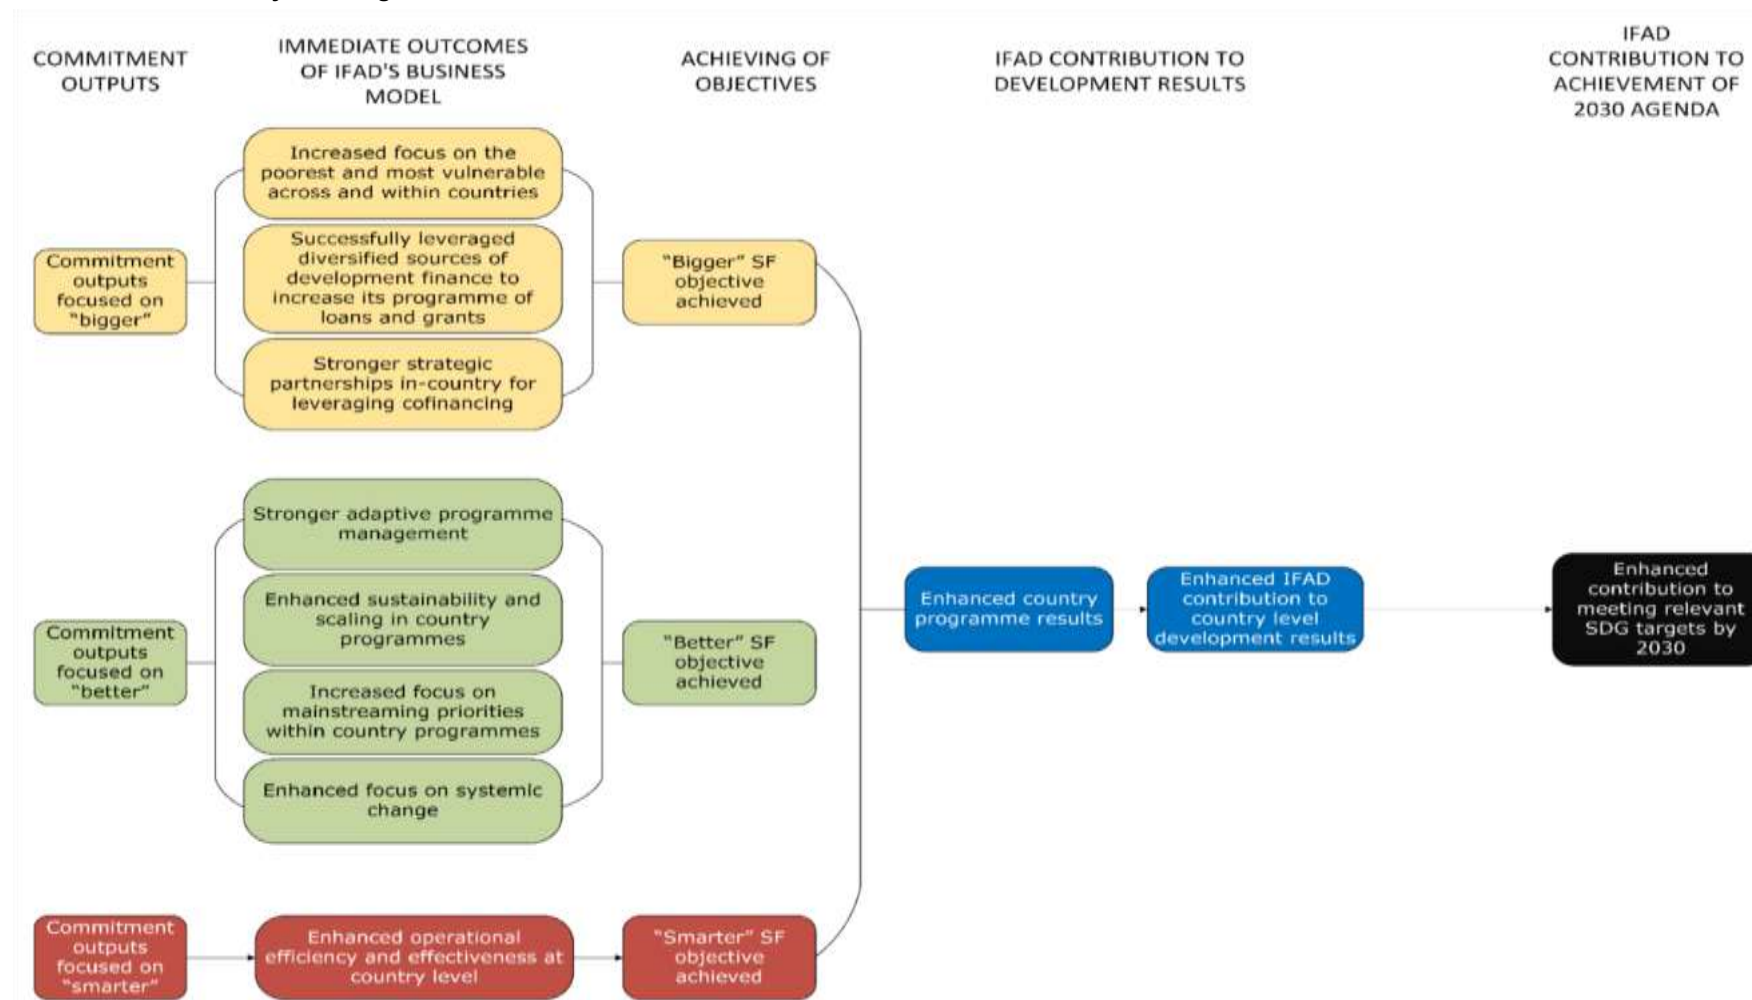 COMMITMENT
OUTPUTS
IMMEDIATE OUTCOMES
OF IFAD'S BUSINESS
MODEL
ACHIEVING OF
OBJECTIVES
IFAD CONTRIBUTION TO
DEVELOPMENT RESULTS
IFAD
CONTRIBUTION TO
ACHIEVEMENT OF
2030 AGENDA
Commitment
outputs
focused on
"bigger"
Increased focus on the
poorest and most vulnerable
across and within countries
Successfully leveraged
diversified sources of
development finance to
increase its programme of
loans and grants
Stronger strategic
partnerships in-country for
leveraging cofinancing
"Bigger" SF
objective
achieved
Commitment
outputs
focused on
"better"
Stronger adaptive programme
management
Enhanced sustainability and
scaling in country
programmes
Increased focus on
mainstreaming priorities
within country programmes
Enhanced focus on systemic
change
"Better" SF
objective
achieved
Enhanced country
programme results
Enhanced IFAD
contribution to
country level
development results
Enhanced
contribution to
meeting relevant
SDG targets by
2030
Commitment
outputs
focused on
"smarter"
Enhanced operational
efficiency and effectiveness at
country level
"Smarter" SF
objective
achieved